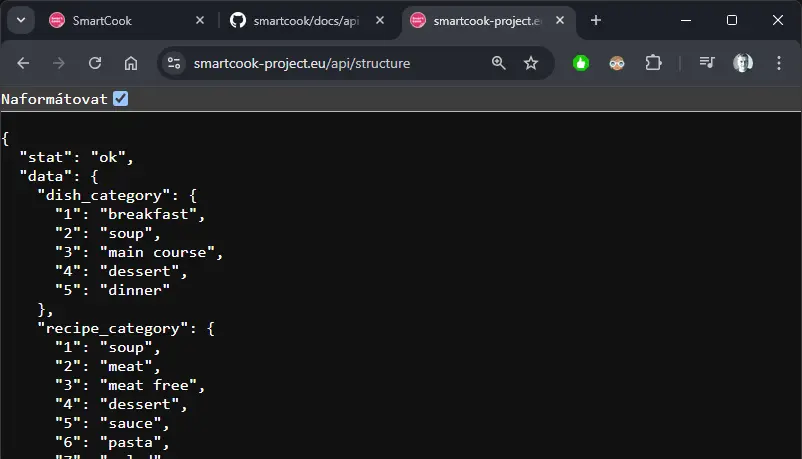 SmartCook
smartcook/docs/api
smartcook-project.e
smartcook-project.eu/api/structure
Naformátovat
{
"stat": "ok",
"data": {
"dish_category": {
"1": "breakfast",
"2": "soup",
"3": "main course",
"4": "dessert",
"5": "dinner"
},
"recipe_category": {
"1": "soup",
"2": "meat",
"3": "meat free",
"4": "dessert",
"5": "sauce",
"6": "pasta",